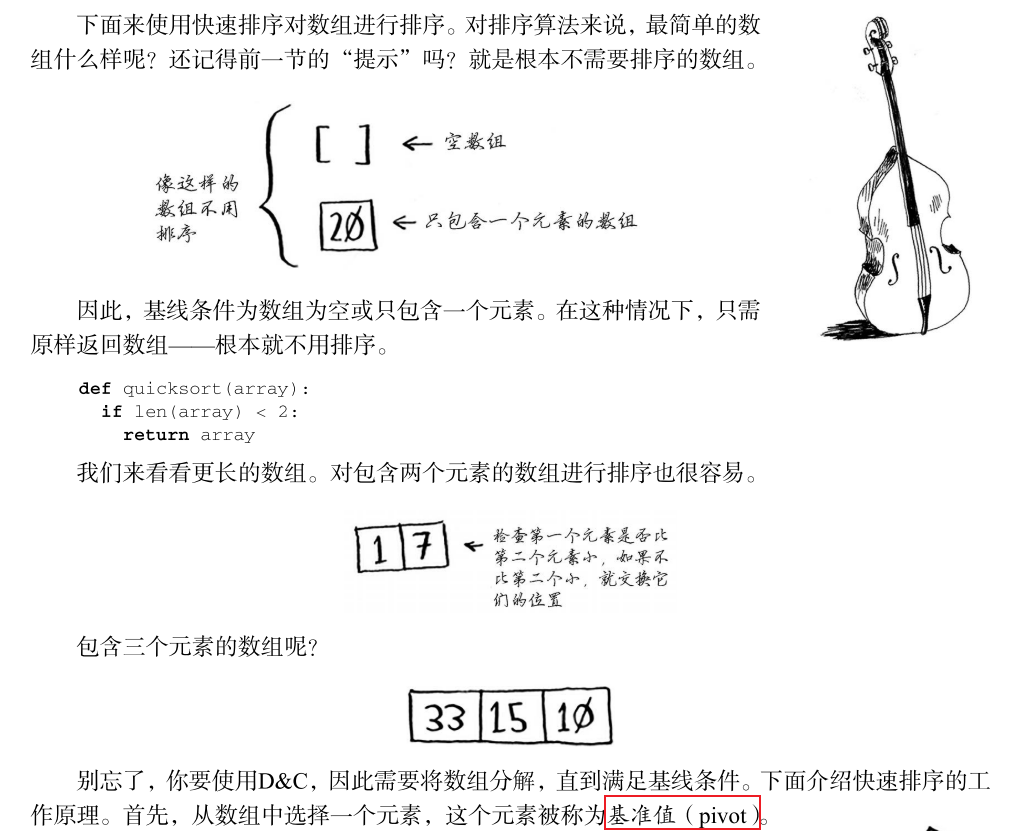 下面来使用快速排序对数组进行排序。对排序算法来说，最简单的数
组什么样呢？还记得前一节的“提示”吗？就是根本不需要排序的数组。
像这样的
数组不用
排序
[ ] ← 空数组
20 ← 只包含一个元素的数组
因此，基线条件为数组为空或只包含一个元素。在这种情况下，只需
原样返回数组——根本就不用排序。
def quicksort(array):
  if len(array) < 2:
    return array
我们来看看更长的数组。对包含两个元素的数组进行排序也很容易。
1 7 ← 检查第一个元素是否比
第二个元素小，如果不
比第二个小，就交换它
们的位置
包含三个元素的数组呢？
33 15 10
别忘了，你要使用D&C，因此需要将数组分解，直到满足基线条件。下面介绍快速排序的工
作原理。首先，从数组中选择一个元素，这个元素被称为基准值（pivot）。